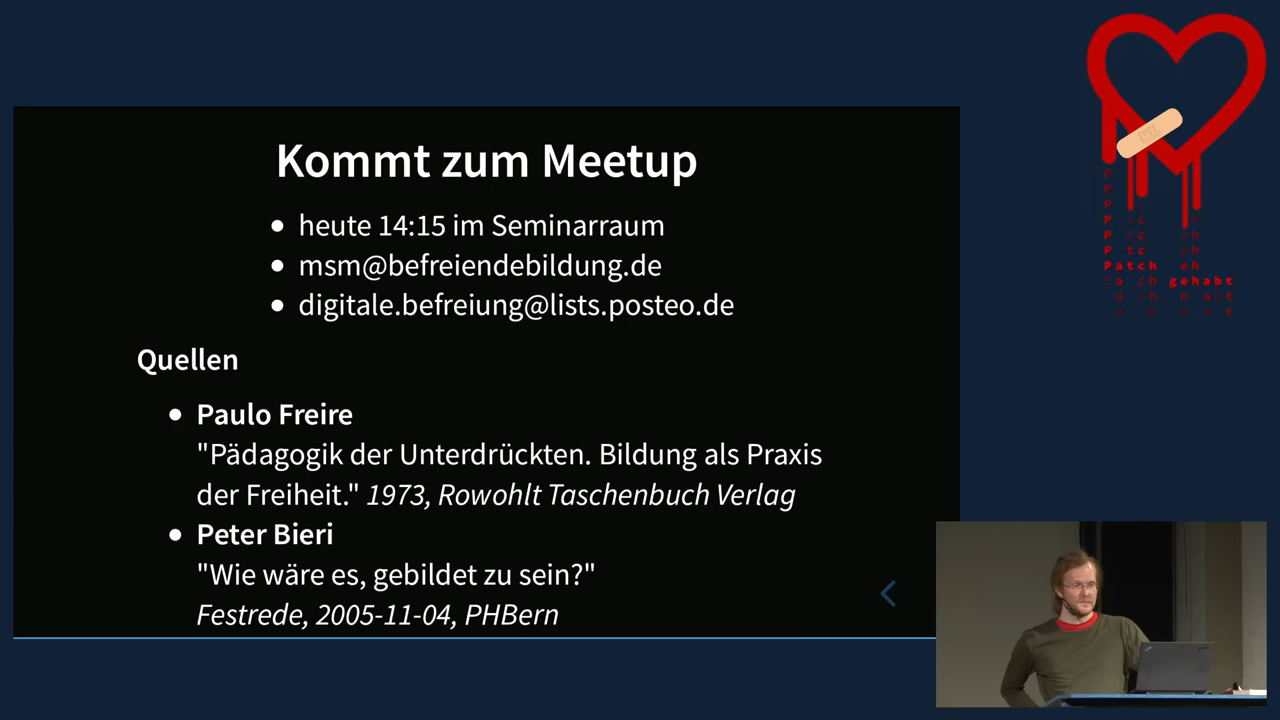 Kommt zum Meetup
heute 14:15 im Seminarraum
msm@befreiendebildung.de
digitale.befreiung@lists.posteo.de
Quellen
Paulo Freire
"Pädagogik der Unterdrückten. Bildung als Praxis
der Freiheit." 1973, Rowohlt Taschenbuch Verlag
Peter Bieri
"Wie wäre es, gebildet zu sein?"
Festrede, 2005-11-04, PHBern
Patch
gehabt